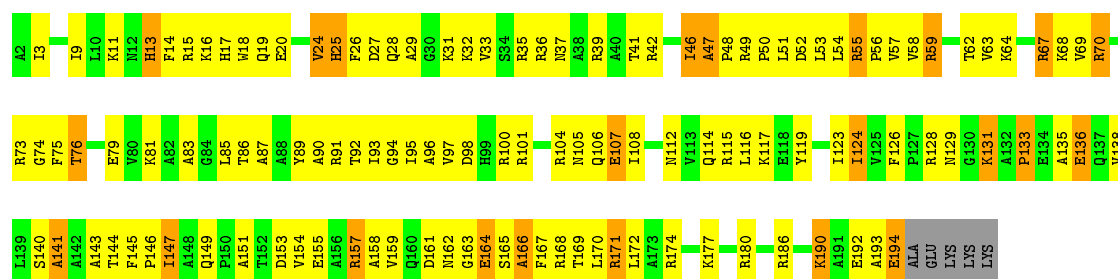 A2 I3 I9 L10 K11 N12 H13 F14 R15 K16 H17 W18 Q19 E20 V24 H25 F26 D27 Q28 A29 G30 K31 K32 V33 S34 R35 R36 N37 A38 R39 A40 T41 R42 I46 A47 P48 R49 P50 L51 D52 L53 L54 R55 P56 V57 V58 R59 T62 V63 K64 R67 K68 V69 R70
R73 G74 F75 T76 E79 V80 K81 A82 A83 G84 L85 T86 A87 A88 Y89 A90 R91 T92 I93 G94 I95 A96 V97 D98 H99 R100 R101 R104 N105 Q106 E107 I108 N112 V113 Q114 R115 L116 K117 E118 Y119 I123 I124 V125 F126 P127 R128 N129 G130 K131 A132 P133 E134 A135 E136 Q137 V138
L139 S140 A141 A142 A143 T144 F145 P146 I147 A148 Q149 P150 A151 T152 D153 V154 E155 A156 R157 A158 V159 Q160 D161 N162 G163 E164 S165 A166 F167 R168 T169 L170 R171 L172 A173 R174 K177 R180 R186 K190 A191 E192 A193 E194 ALA GLU LYS LYS LYS